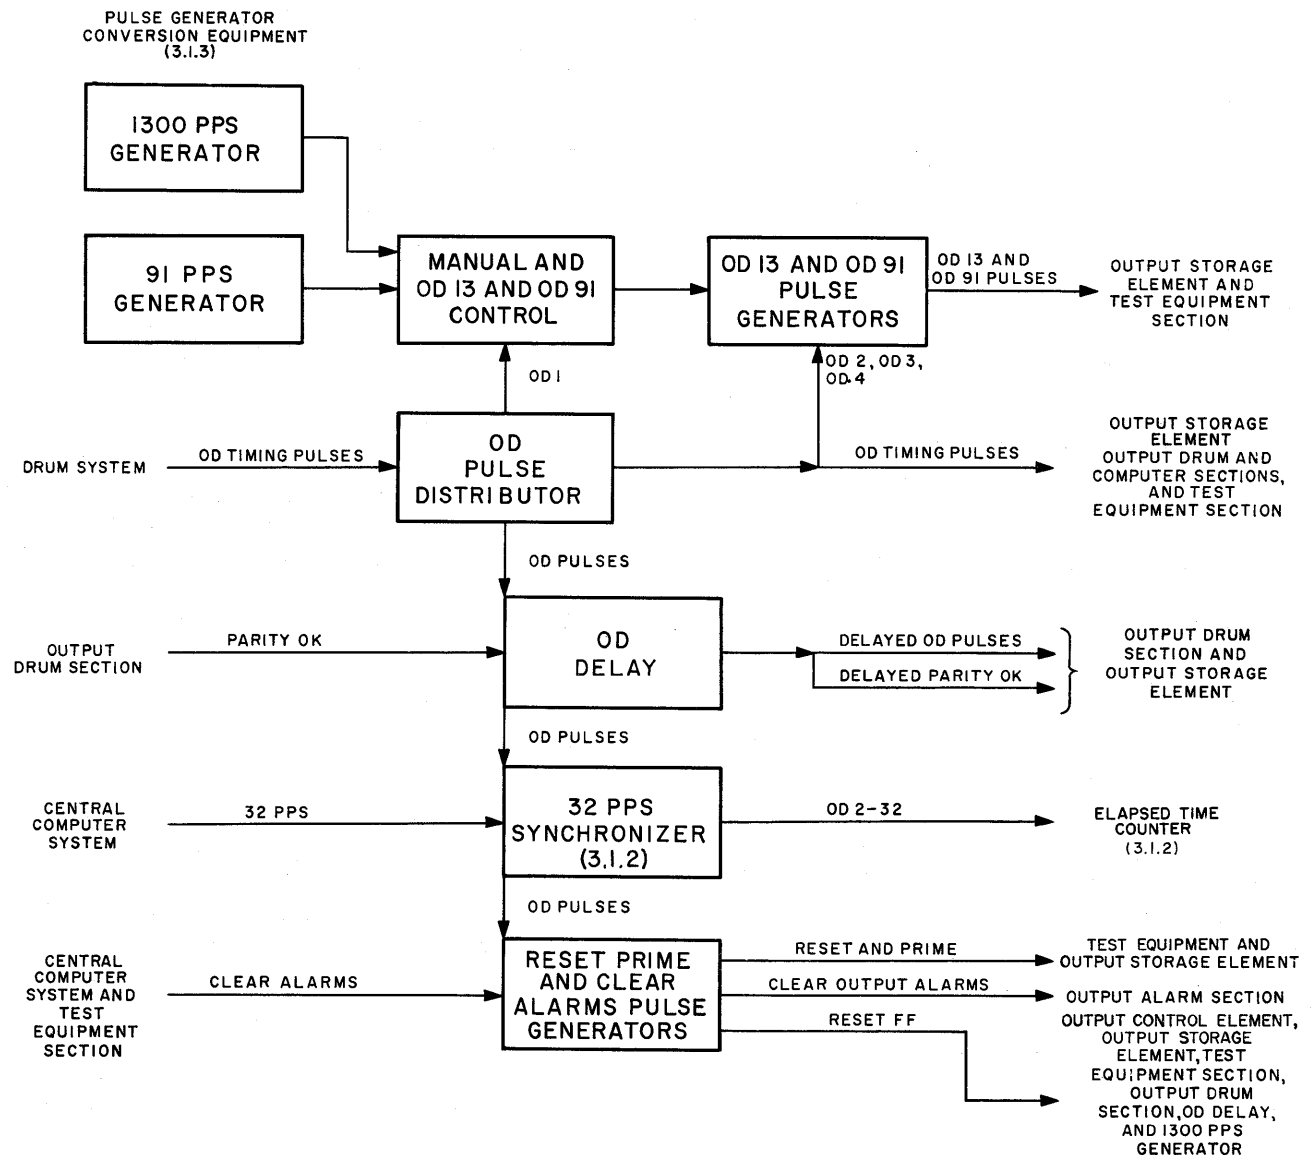 PULSE GENERATOR
CONVERSION EQUIPMENT
(3.1.3)
1300 PPS
GENERATOR
91 PPS
GENERATOR
MANUAL AND
OD 13 AND OD 91
CONTROL
OD 13 AND OD 91
PULSE
GENERATORS
OD 13 AND
OD 91 PULSES
OUTPUT STORAGE
ELEMENT AND
TEST EQUIPMENT
SECTION
OD 1
OD 2, OD 3,
OD.4
DRUM SYSTEM
OD TIMING PULSES
OD
PULSE
DISTRIBUTOR
OD TIMING PULSES
OUTPUT STORAGE
ELEMENT
OUTPUT DRUM AND
COMPUTER SECTIONS,
AND TEST
EQUIPMENT SECTION
OD PULSES
OUTPUT
DRUM SECTION
PARITY OK
OD
DELAY
DELAYED OD PULSES
DELAYED PARITY OK
OUTPUT DRUM
SECTION AND
OUTPUT STORAGE
ELEMENT
OD PULSES
CENTRAL
COMPUTER
SYSTEM
32 PPS
32 PPS
SYNCHRONIZER
(3.1.2)
OD 2-32
ELAPSED TIME
COUNTER
(3.1.2)
OD PULSES
CENTRAL
COMPUTER
SYSTEM AND
TEST
EQUIPMENT
SECTION
CLEAR ALARMS
RESET PRIME
AND CLEAR
ALARMS PULSE
GENERATORS
RESET AND PRIME
TEST EQUIPMENT AND
OUTPUT STORAGE ELEMENT
CLEAR OUTPUT ALARMS
OUTPUT ALARM SECTION
RESET FF
OUTPUT CONTROL ELEMENT,
OUTPUT STORAGE
ELEMENT, TEST
EQUIPMENT SECTION,
OUTPUT DRUM
SECTION, OD DELAY,
AND 1300 PPS
GENERATOR